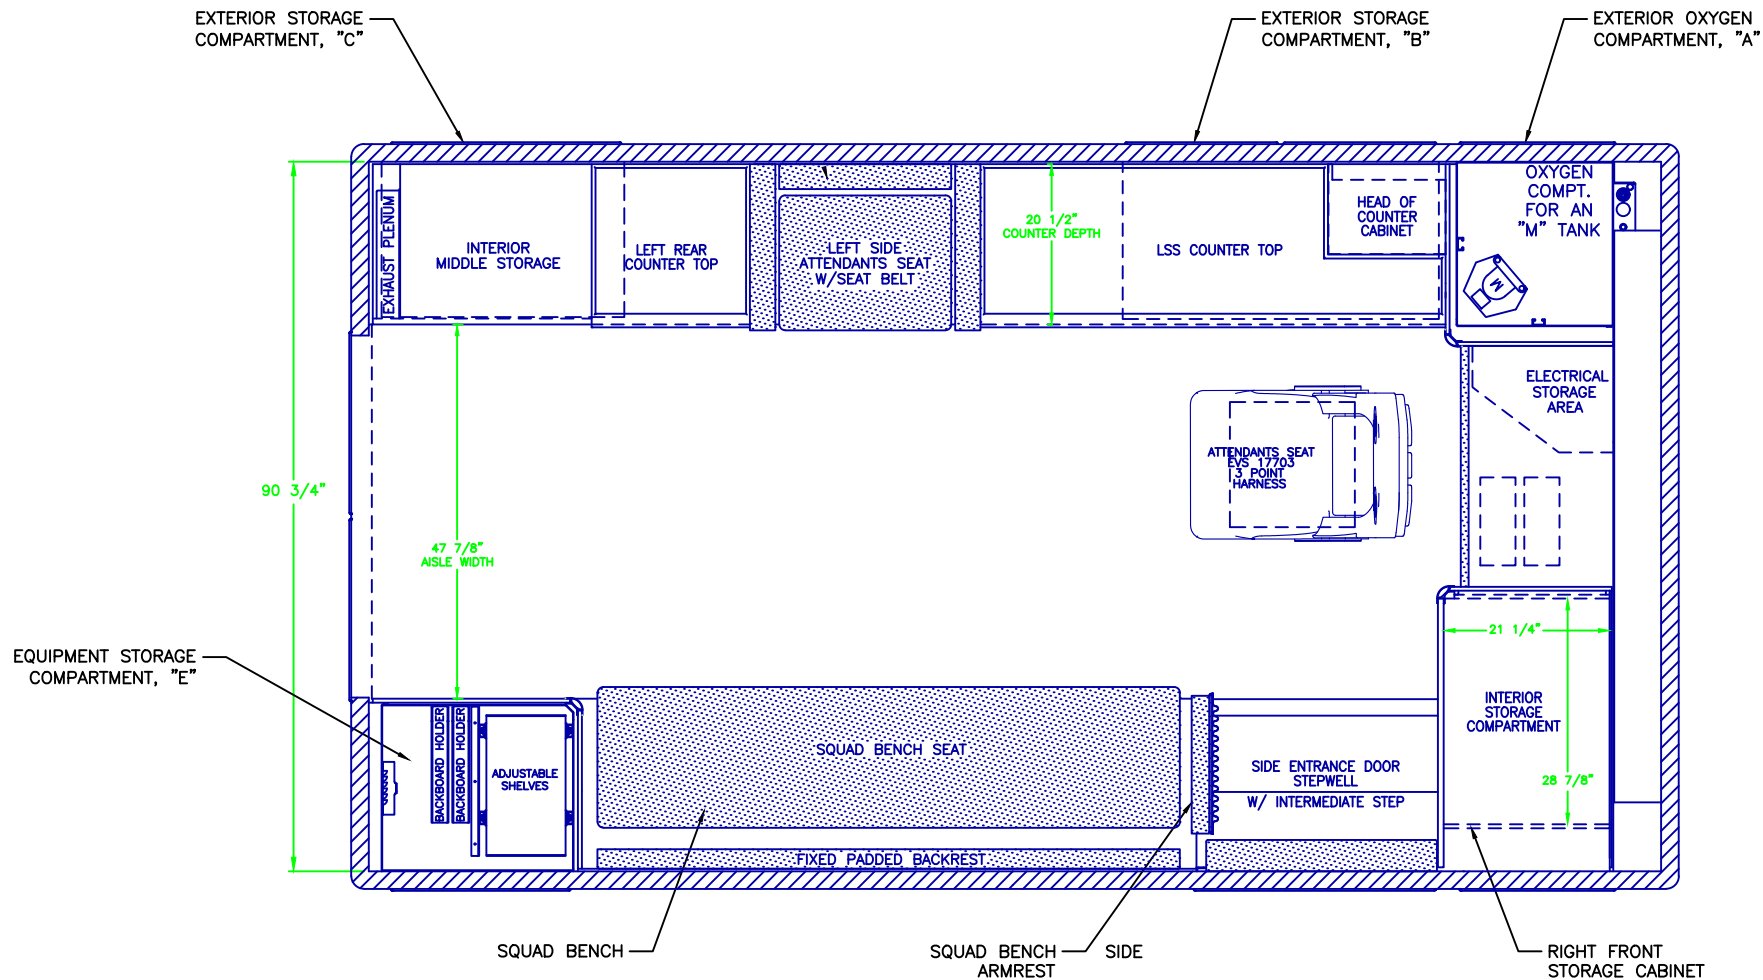 EXTERIOR STORAGE
COMPARTMENT, "C"
EXTERIOR STORAGE
COMPARTMENT, "B"
EXTERIOR OXYGEN
COMPARTMENT, "A"
EXHAUST PLENUM
INTERIOR
MIDDLE STORAGE
LEFT REAR
COUNTER TOP
LEFT SIDE
ATTENDANTS SEAT
W/SEAT BELT
20 1/2"
COUNTER DEPTH
LSS COUNTER TOP
HEAD OF
COUNTER
CABINET
OXYGEN
COMPT.
FOR AN
"M" TANK
M
ELECTRICAL
STORAGE
AREA
ATTENDANTS SEAT
EVS 17703
3 POINT
HARNESS
90 3/4"
47 7/8"
AISLE WIDTH
21 1/4"
EQUIPMENT STORAGE
COMPARTMENT, "E"
BACKBOARD HOLDER
BACKBOARD HOLDER
ADJUSTABLE
SHELVES
SQUAD BENCH SEAT
SIDE ENTRANCE DOOR
STEPWELL
W/ INTERMEDIATE STEP
INTERIOR
STORAGE
COMPARTMENT
28 7/8"
FIXED PADDED BACKREST
SQUAD BENCH
SQUAD BENCH SIDE
ARMREST
RIGHT FRONT
STORAGE CABINET